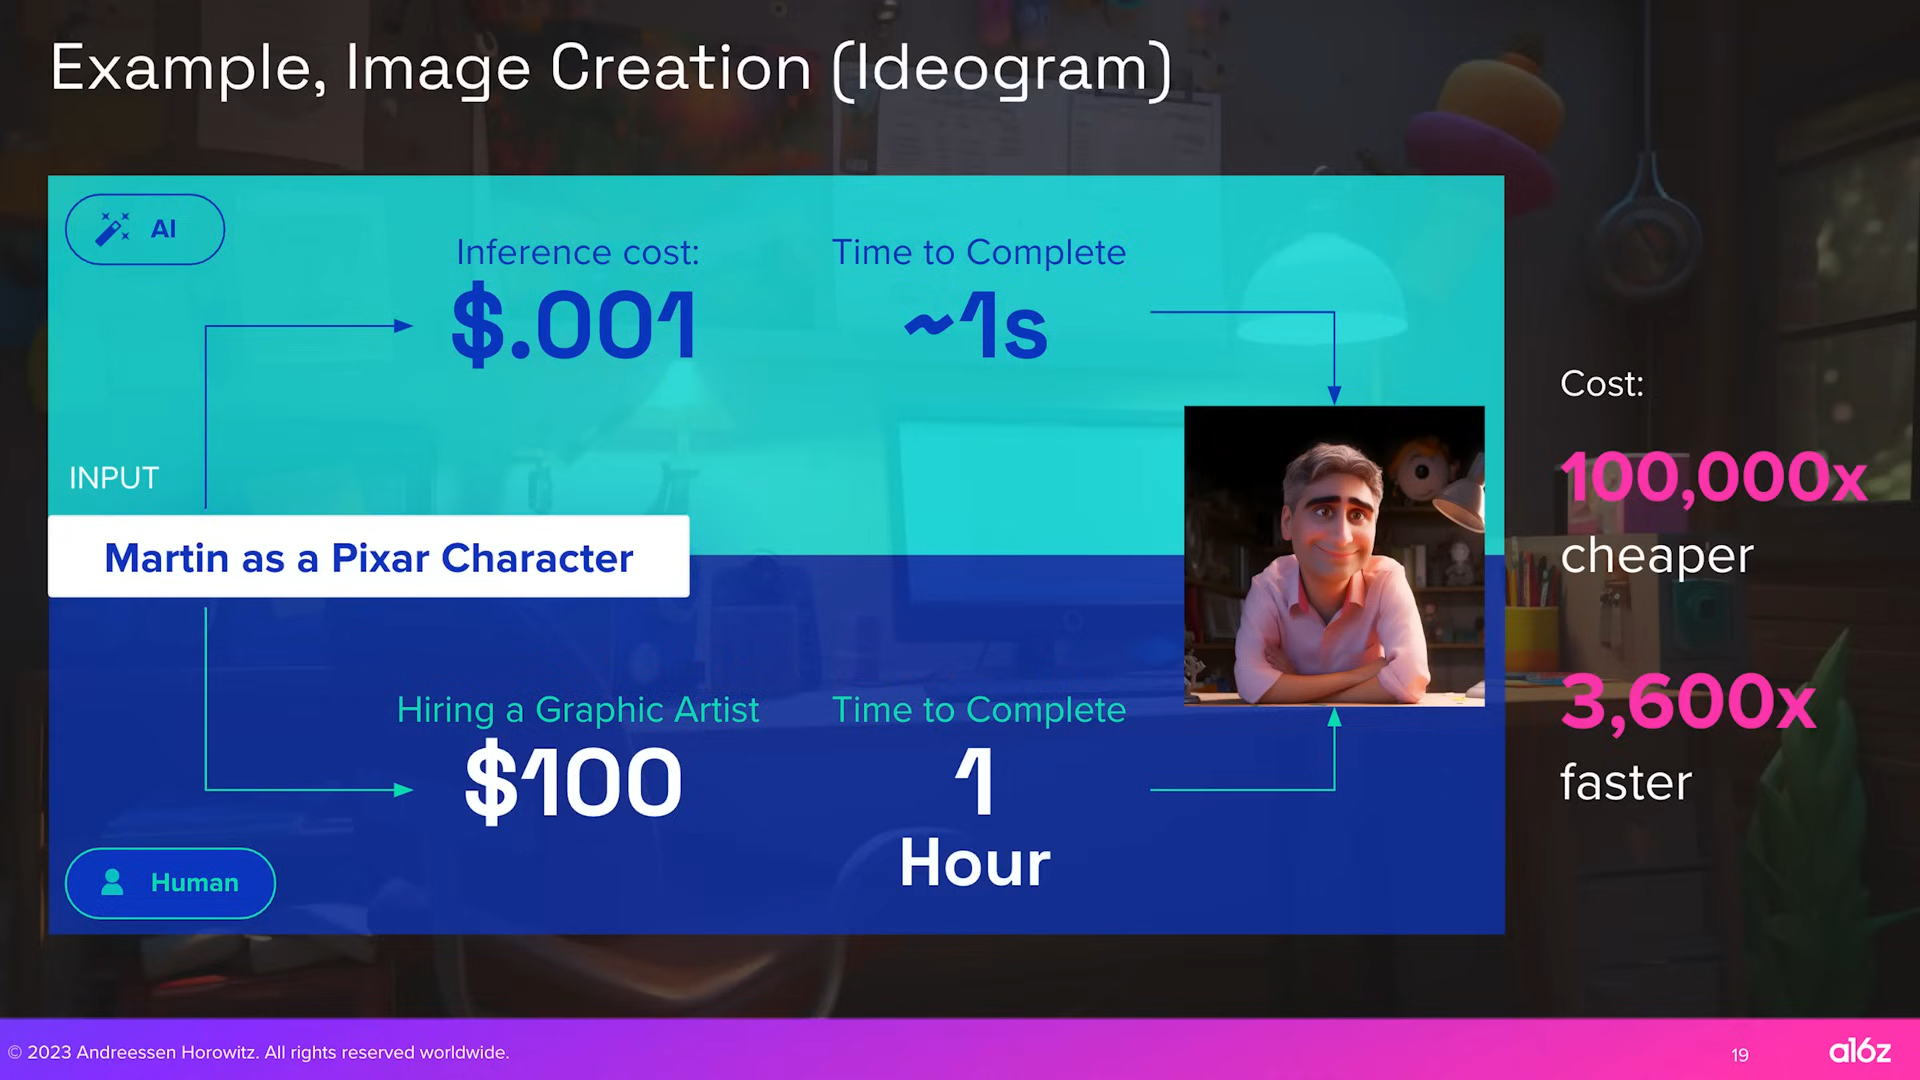 Example, Image Creation (Ideogram)
AI
Inference cost:
$.001
Time to Complete
~1s
INPUT
Martin as a Pixar Character
Hiring a Graphic Artist
$100
Time to Complete
1
Hour
Human
Cost:
100,000x
cheaper
3,600x
faster
© 2023 Andreessen Horowitz. All rights reserved worldwide.
19
a16z